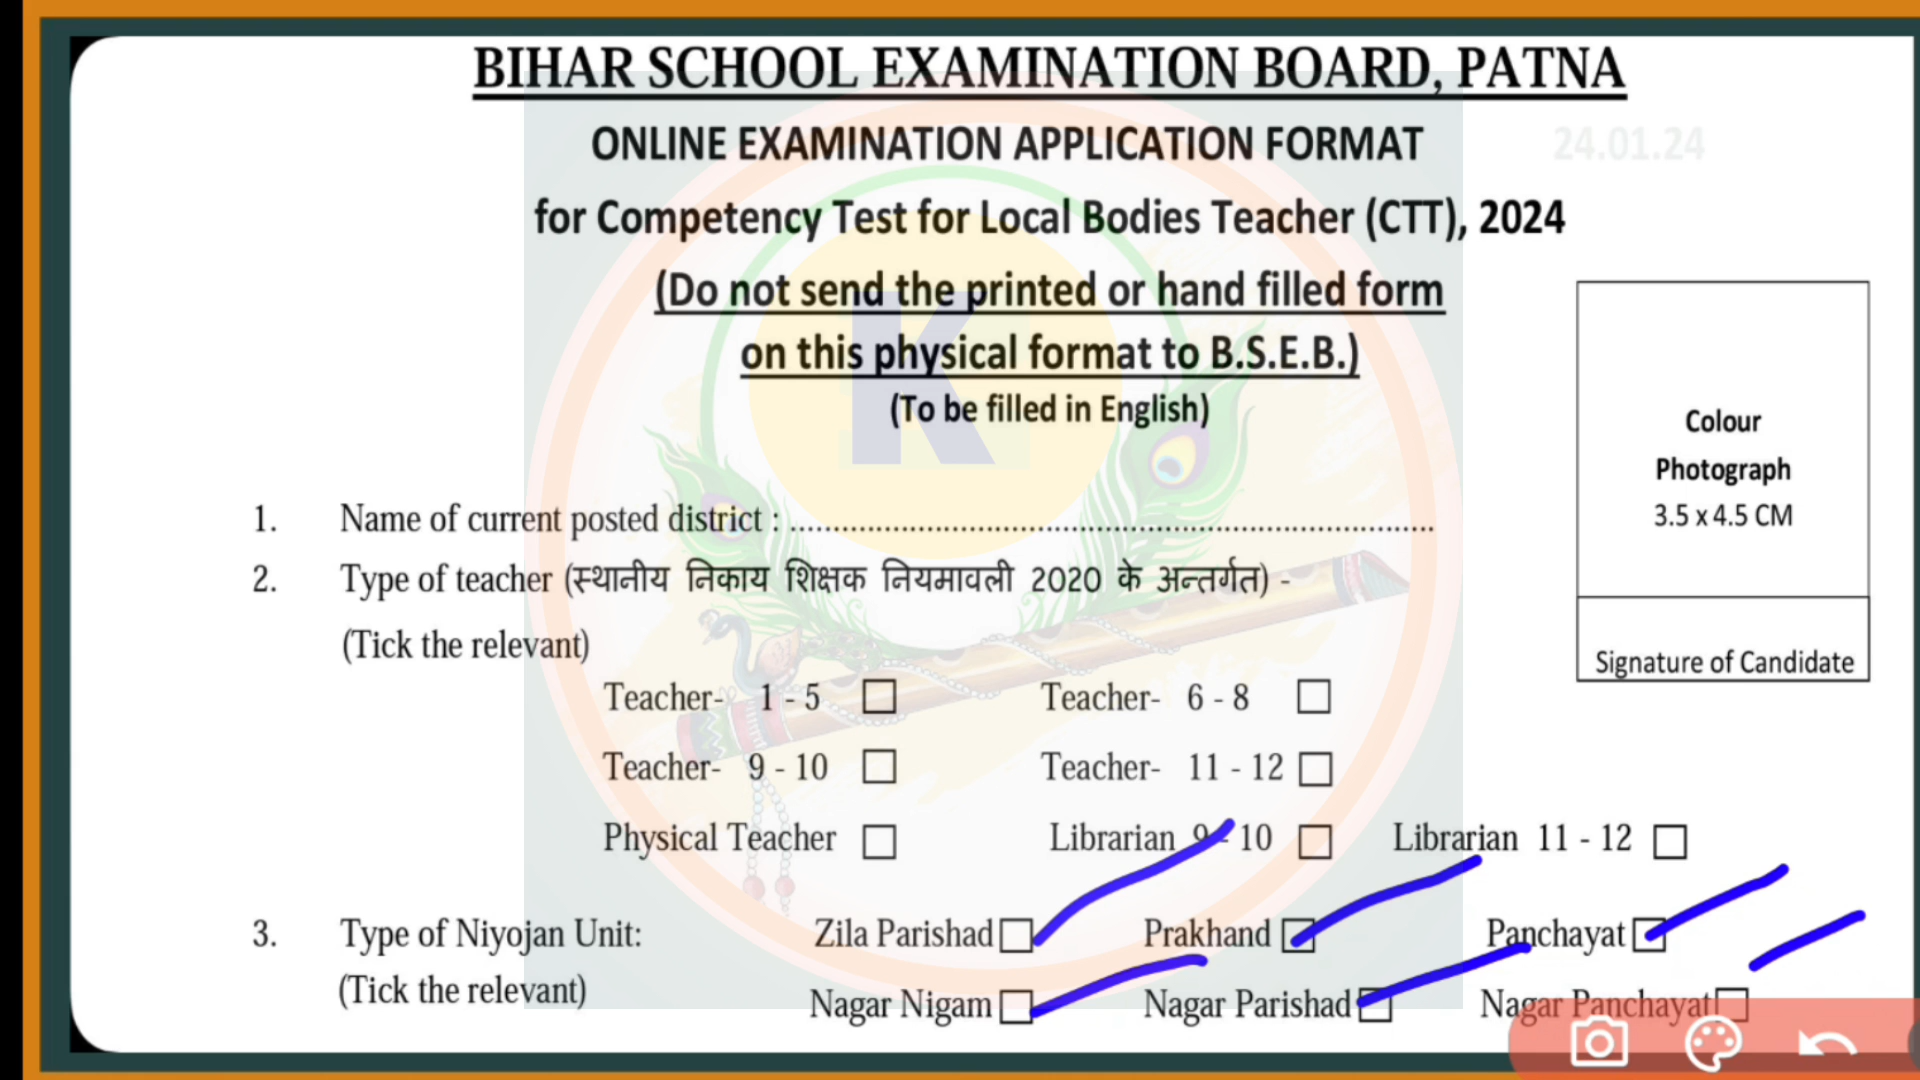 BIHAR SCHOOL EXAMINATION BOARD, PATNA
ONLINE EXAMINATION APPLICATION FORMAT
24.01.24
for Competency Test for Local Bodies Teacher (CTT), 2024
(Do not send the printed or hand filled form
on this physical format to B.S.E.B.)
(To be filled in English)
K
Colour
Photograph
3.5 x 4.5 CM
Signature of Candidate
1. Name of current posted district : ..........................................................................................
2. Type of teacher (स्थानीय निकाय शिक्षक नियमावली 2020 के अन्तर्गत) -
(Tick the relevant)
Teacher- 1 - 5 Teacher- 6 - 8
Teacher- 9 - 10 Teacher- 11 - 12
Physical Teacher Librarian 9 - 10 Librarian 11 - 12
3. Type of Niyojan Unit: Zila Parishad Prakhand Panchayat
(Tick the relevant) Nagar Nigam Nagar Parishad Nagar Panchayat